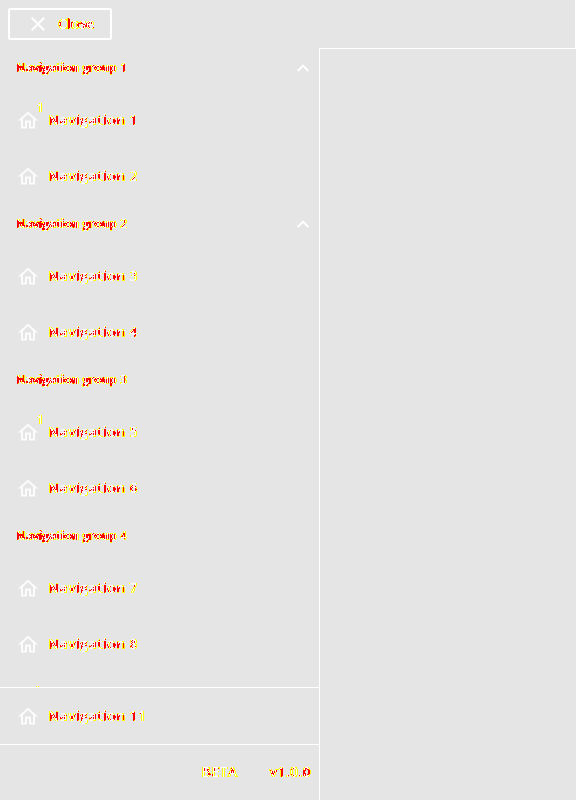 Close
Navigation group 1
1
Navigation 1
Navigation 2
Navigation group 2
Navigation 3
Navigation 4
Navigation group 3
1
Navigation 5
Navigation 6
Navigation group 4
Navigation 7
Navigation 8
Navigation 11
BETA v1.0.0